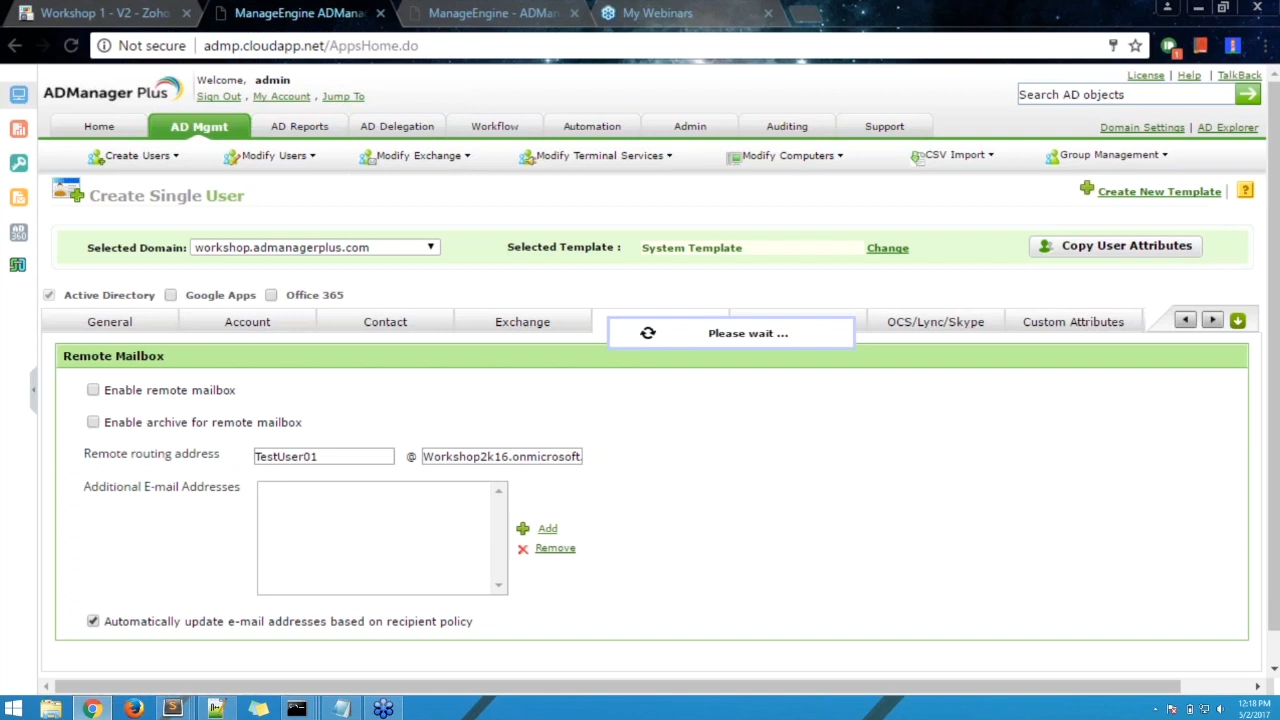 Workshop 1 - V2 - Zoho
ManageEngine ADMana
ManageEngine - ADMan
My Webinars
Not secure
admp.cloudapp.net/AppsHome.do
License | Help | TalkBack
ADManager Plus
Welcome, admin
Sign Out , My Account , Jump To
Search AD objects
Home
AD Mgmt
AD Reports
AD Delegation
Workflow
Automation
Admin
Auditing
Support
Domain Settings | AD Explorer
Create Users
Modify Users
Modify Exchange
Modify Terminal Services
Modify Computers
CSV Import
Group Management
Create Single User
Create New Template
Selected Domain: workshop.admanagerplus.com
Selected Template : System Template
Change
Copy User Attributes
Active Directory
Google Apps
Office 365
General
Account
Contact
Exchange
Please wait ...
OCS/Lync/Skype
Custom Attributes
Remote Mailbox
Enable remote mailbox
Enable archive for remote mailbox
Remote routing address
TestUser01 @ Workshop2k16.onmicrosoft.
Additional E-mail Addresses
Add
Remove
Automatically update e-mail addresses based on recipient policy
12:18 PM
5/2/2017